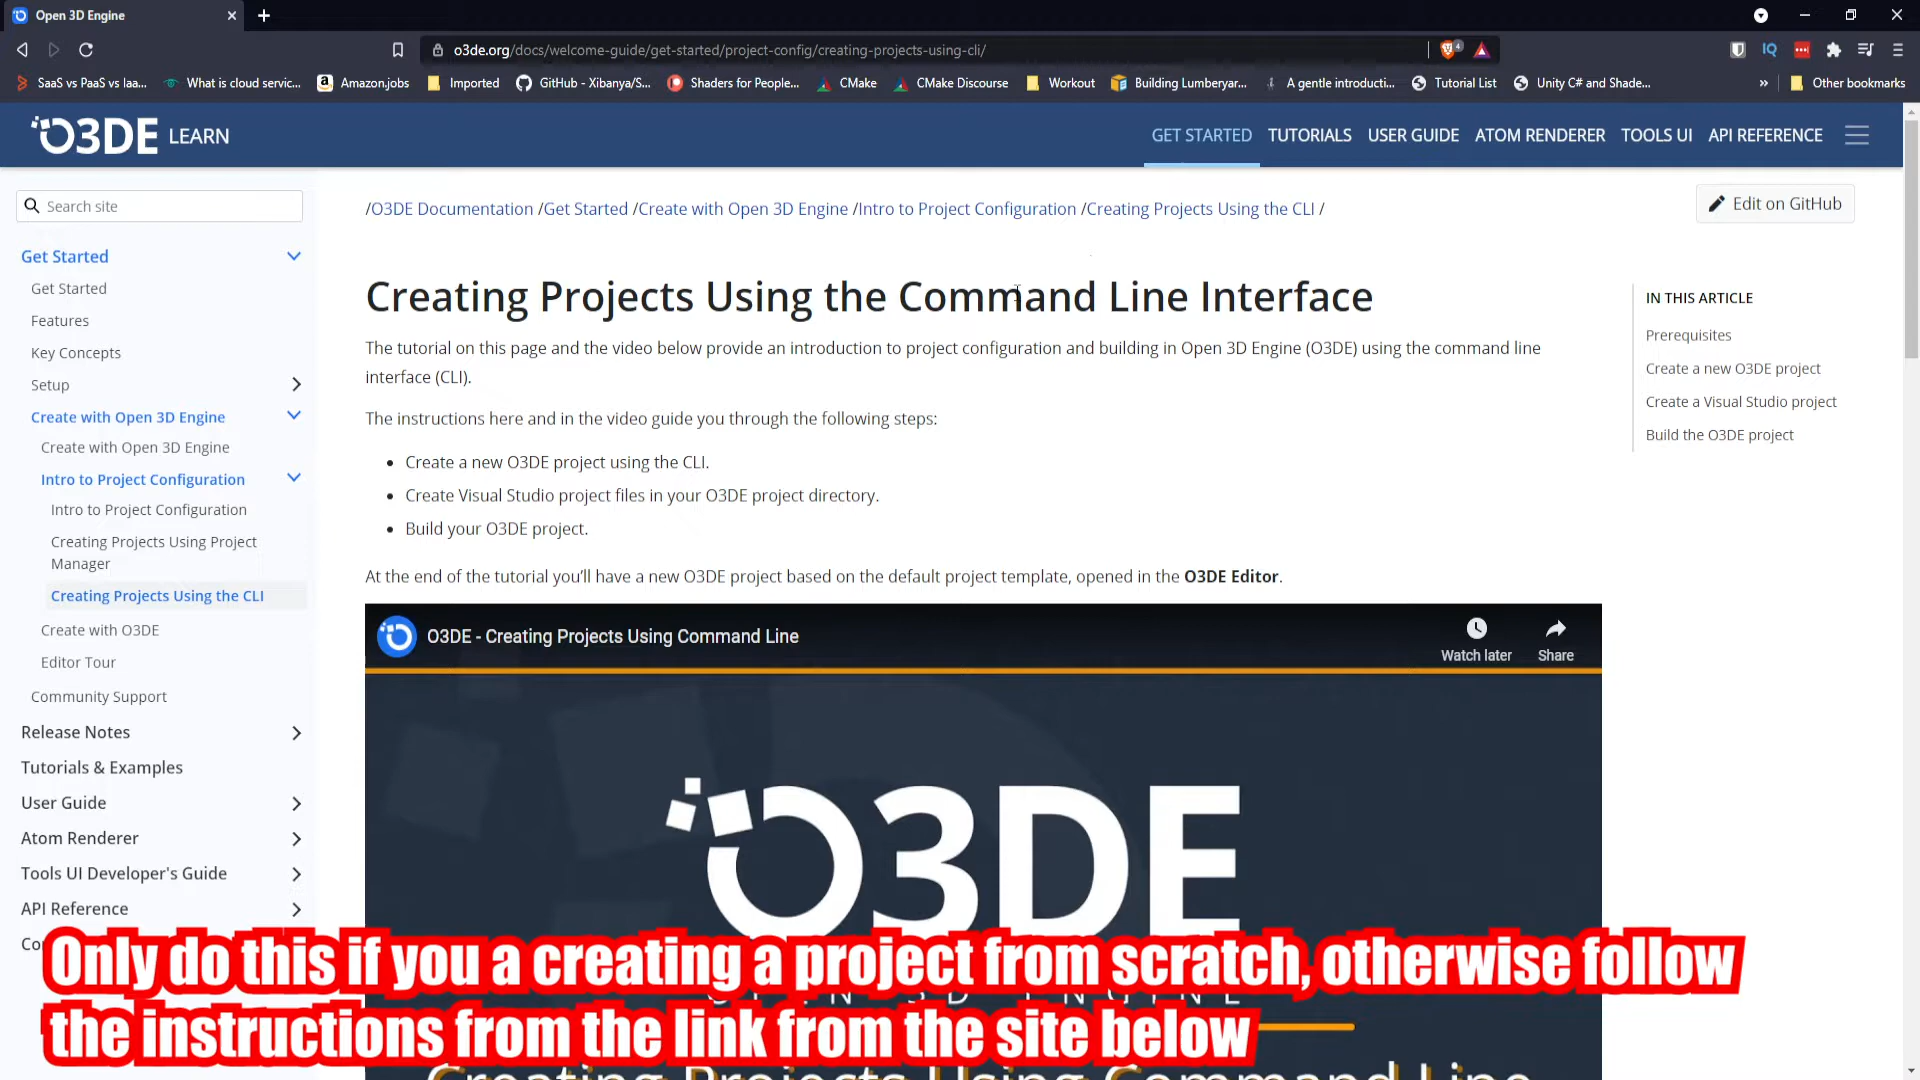 Open 3D Engine
o3de.org/docs/welcome-guide/get-started/project-config/creating-projects-using-cli/
4
IQ
SaaS vs PaaS vs Iaa...
What is cloud servic...
Amazon.jobs
Imported
GitHub - Xibanya/S...
Shaders for People...
CMake
CMake Discourse
Workout
Building Lumberyar...
A gentle introducti...
Tutorial List
Unity C# and Shade...
Other bookmarks
O3DE LEARN
GET STARTED
TUTORIALS
USER GUIDE
ATOM RENDERER
TOOLS UI
API REFERENCE
Search site
Get Started
Get Started
Features
Key Concepts
Setup
Create with Open 3D Engine
Create with Open 3D Engine
Intro to Project Configuration
Intro to Project Configuration
Creating Projects Using Project
Manager
Creating Projects Using the CLI
Create with O3DE
Editor Tour
Community Support
Release Notes
Tutorials & Examples
User Guide
Atom Renderer
Tools UI Developer's Guide
API Reference
Co
/O3DE Documentation /Get Started /Create with Open 3D Engine /Intro to Project Configuration /Creating Projects Using the CLI /
Edit on GitHub
Creating Projects Using the Command Line Interface
The tutorial on this page and the video below provide an introduction to project configuration and building in Open 3D Engine (O3DE) using the command line
interface (CLI).
The instructions here and in the video guide you through the following steps:
Create a new O3DE project using the CLI.
Create Visual Studio project files in your O3DE project directory.
Build your O3DE project.
At the end of the tutorial you'll have a new O3DE project based on the default project template, opened in the O3DE Editor.
IN THIS ARTICLE
Prerequisites
Create a new O3DE project
Create a Visual Studio project
Build the O3DE project
O3DE - Creating Projects Using Command Line
Watch later
Share
O3DE
OPEN 3D ENGINE
Creating Projects Using Command Line
Only do this if you a creating a project from scratch, otherwise follow
the instructions from the link from the site below